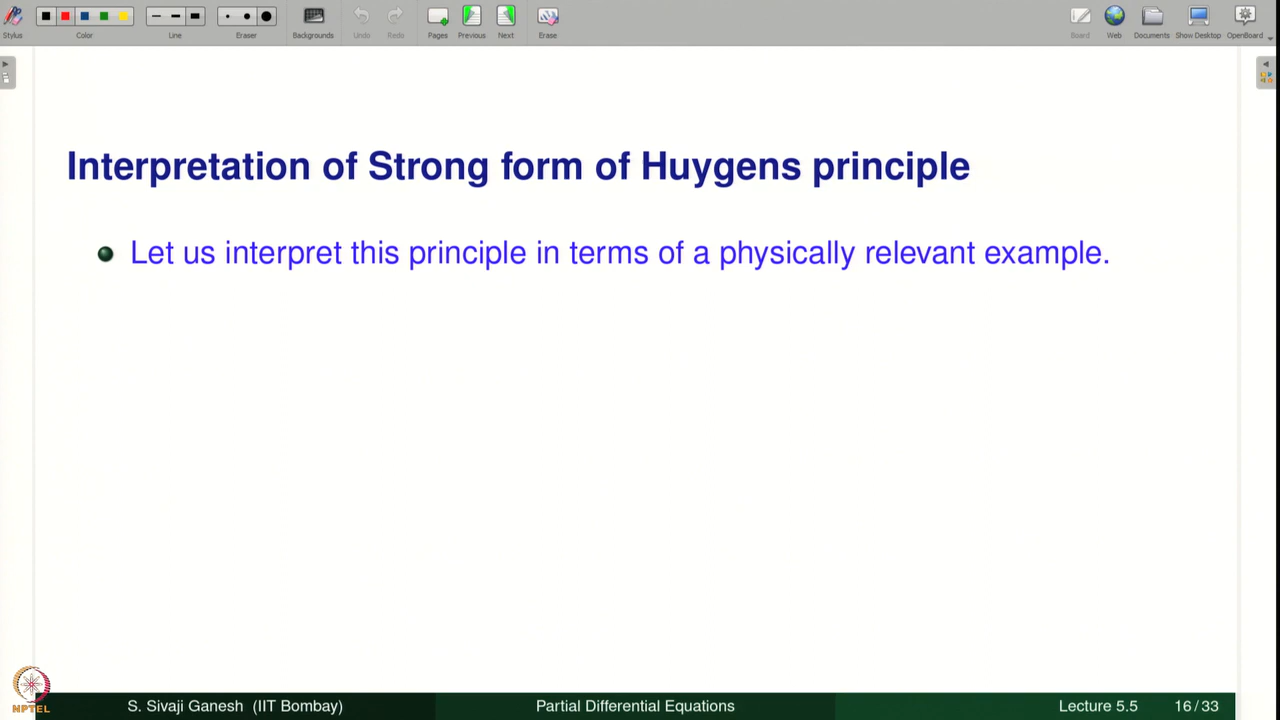 Stylus Color Line Eraser Backgrounds Undo Redo Pages Previous Next Erase Board Web Documents Show Desktop OpenBoard
Interpretation of Strong form of Huygens principle
Let us interpret this principle in terms of a physically relevant example.
NPTEL
S. Sivaji Ganesh (IIT Bombay) Partial Differential Equations Lecture 5.5 16/33